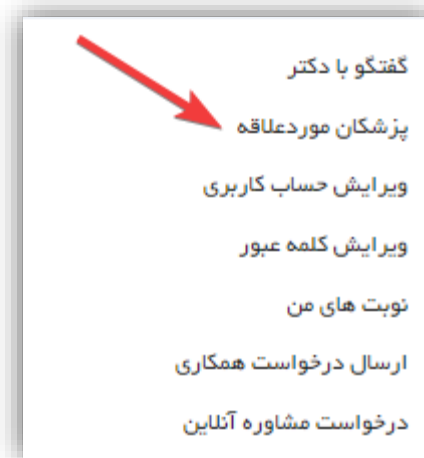 گفتگو با دکتر
پزشکان موردعلاقه
ویرایش حساب کاربری
ویرایش کلمه عبور
نوبت های من
ارسال درخواست همکاری
درخواست مشاوره آنلاین